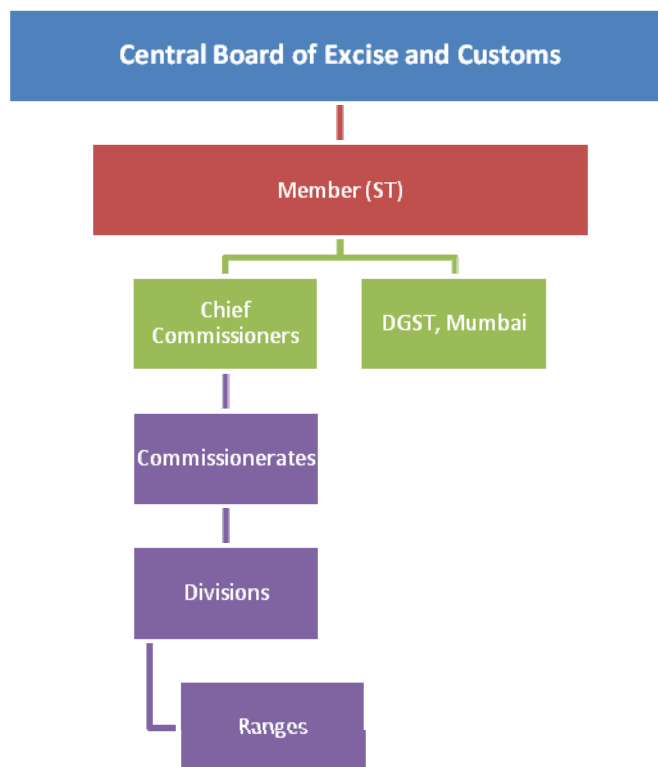 Central Board of Excise and Customs
Member (ST)
Chief
Commissioners
DGST, Mumbai
Commissionerates
Divisions
Ranges